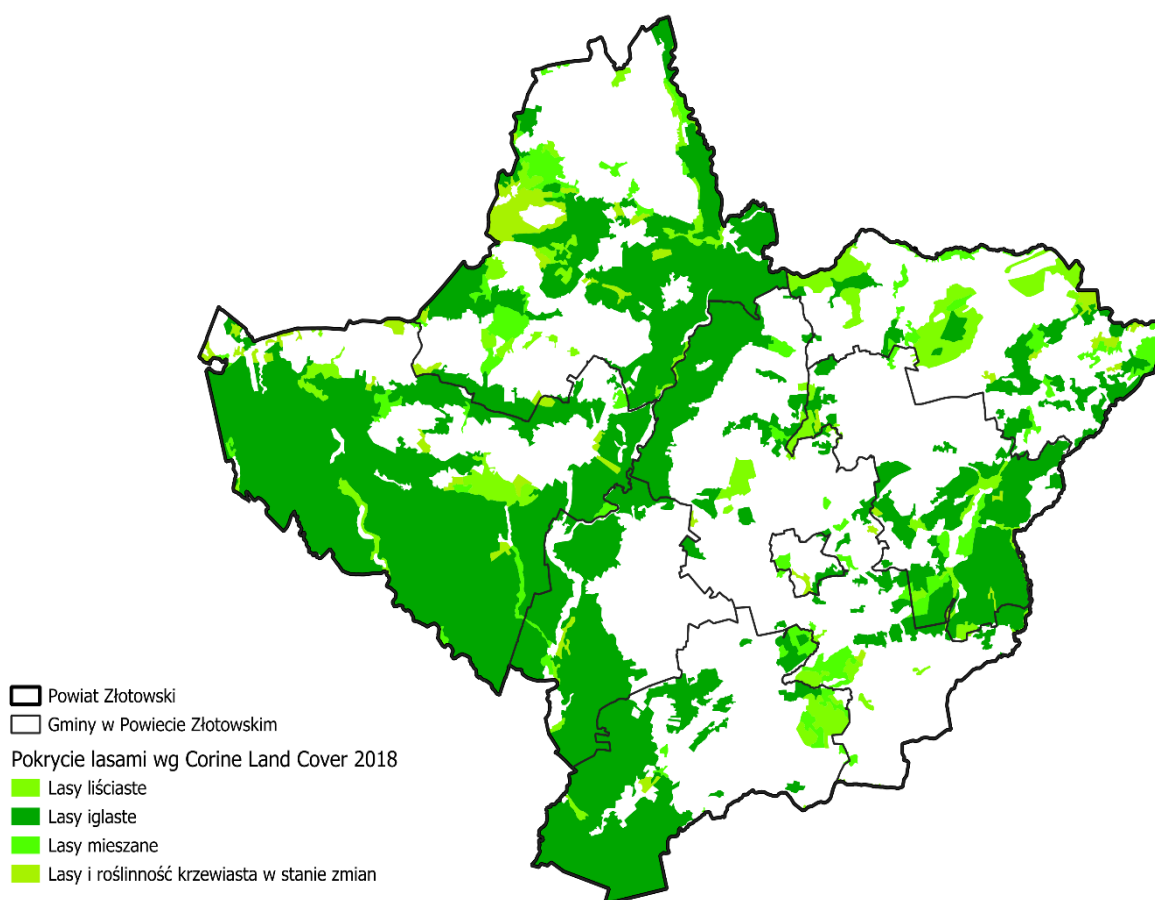 Powiat Złotowski
Gminy w Powiecie Złotowskim
Pokrycie lasami wg Corine Land Cover 2018
Lasy liściaste
Lasy iglaste
Lasy mieszane
Lasy i roślinność krzewiasta w stanie zmian